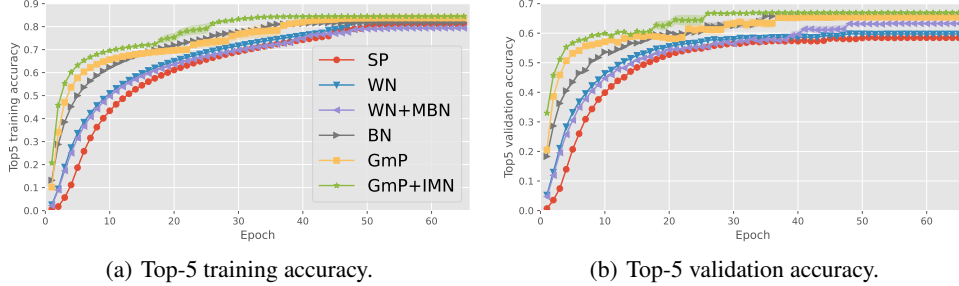 0.9
0.8
0.7
0.6
0.5
0.4
0.3
0.2
0.1
0.0
Top5 training accuracy
0 10 20 30 40 50 60
Epoch
SP
WN
WN+MBN
BN
GmP
GmP+IMN
0.7
0.6
0.5
0.4
0.3
0.2
0.1
0.0
Top5 validation accuracy
0 10 20 30 40 50 60
Epoch
(a) Top-5 training accuracy.
(b) Top-5 validation accuracy.